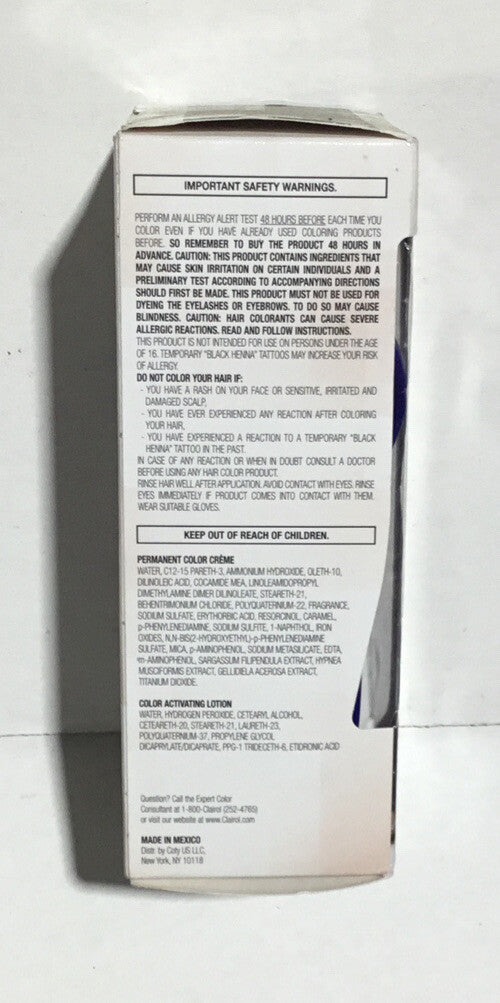 IMPORTANT SAFETY WARNINGS.
PERFORM AN ALLERGY ALERT TEST 48 HOURS BEFORE EACH TIME YOU
COLOR EVEN IF YOU HAVE ALREADY USED COLORING PRODUCTS
BEFORE. SO REMEMBER TO BUY THE PRODUCT 48 HOURS IN
ADVANCE. CAUTION: THIS PRODUCT CONTAINS INGREDIENTS THAT
MAY CAUSE SKIN IRRITATION ON CERTAIN INDIVIDUALS AND A
PRELIMINARY TEST ACCORDING TO ACCOMPANYING DIRECTIONS
SHOULD FIRST BE MADE. THIS PRODUCT MUST NOT BE USED FOR
DYEING THE EYELASHES OR EYEBROWS. TO DO SO MAY CAUSE
BLINDNESS. CAUTION: HAIR COLORANTS CAN CAUSE SEVERE
ALLERGIC REACTIONS. READ AND FOLLOW INSTRUCTIONS.
THIS PRODUCT IS NOT INTENDED FOR USE ON PERSONS UNDER THE AGE
OF 16. TEMPORARY "BLACK HENNA" TATTOOS MAY INCREASE YOUR RISK
OF ALLERGY.
DO NOT COLOR YOUR HAIR IF:
- YOU HAVE A RASH ON YOUR FACE OR SENSITIVE, IRRITATED AND
DAMAGED SCALP,
- YOU HAVE EVER EXPERIENCED ANY REACTION AFTER COLORING
YOUR HAIR,
- YOU HAVE EXPERIENCED A REACTION TO A TEMPORARY "BLACK
HENNA" TATTOO IN THE PAST.
IN CASE OF ANY REACTION OR WHEN IN DOUBT CONSULT A DOCTOR
BEFORE USING ANY HAIR COLOR PRODUCT.
RINSE HAIR WELL AFTER APPLICATION. AVOID CONTACT WITH EYES. RINSE
EYES IMMEDIATELY IF PRODUCT COMES INTO CONTACT WITH THEM.
WEAR SUITABLE GLOVES.
KEEP OUT OF REACH OF CHILDREN.
PERMANENT COLOR CRÈME
WATER, C12-15 PARETH-3, AMMONIUM HYDROXIDE, OLETH-10,
DILINOLEIC ACID, COCAMIDE MEA, LINOLEAMIDOPROPYL
DIMETHYLAMINE DIMER DILINOLEATE, STEARETH-21,
BEHENTRIMONIUM CHLORIDE, POLYQUATERNIUM-22, FRAGRANCE,
SODIUM SULFATE, ERYTHORBIC ACID, RESORCINOL, CARAMEL,
p-PHENYLENEDIAMINE, SODIUM SULFITE, 1-NAPHTHOL, IRON
OXIDES, N,N-BIS(2-HYDROXYETHYL)-p-PHENYLENEDIAMINE
SULFATE, MICA, p-AMINOPHENOL, SODIUM METASILICATE, EDTA,
m-AMINOPHENOL, SARGASSUM FILIPENDULA EXTRACT, HYPNEA
MUSCIFORMIS EXTRACT, GELLIDIELA ACEROSA EXTRACT,
TITANIUM DIOXIDE.
COLOR ACTIVATING LOTION
WATER, HYDROGEN PEROXIDE, CETEARYL ALCOHOL,
CETEARETH-20, STEARETH-21, LAURETH-23,
POLYQUATERNIUM-37, PROPYLENE GLYCOL
DICAPRYLATE/DICAPRATE, PPG-1 TRIDECETH-6, ETIDRONIC ACID
Question? Call the Expert Color
Consultant at 1-800-Clairol (252-4765)
or visit our website at www.Clairol.com
MADE IN MEXICO
Distr. by Coty US LLC.
New York, NY 10118